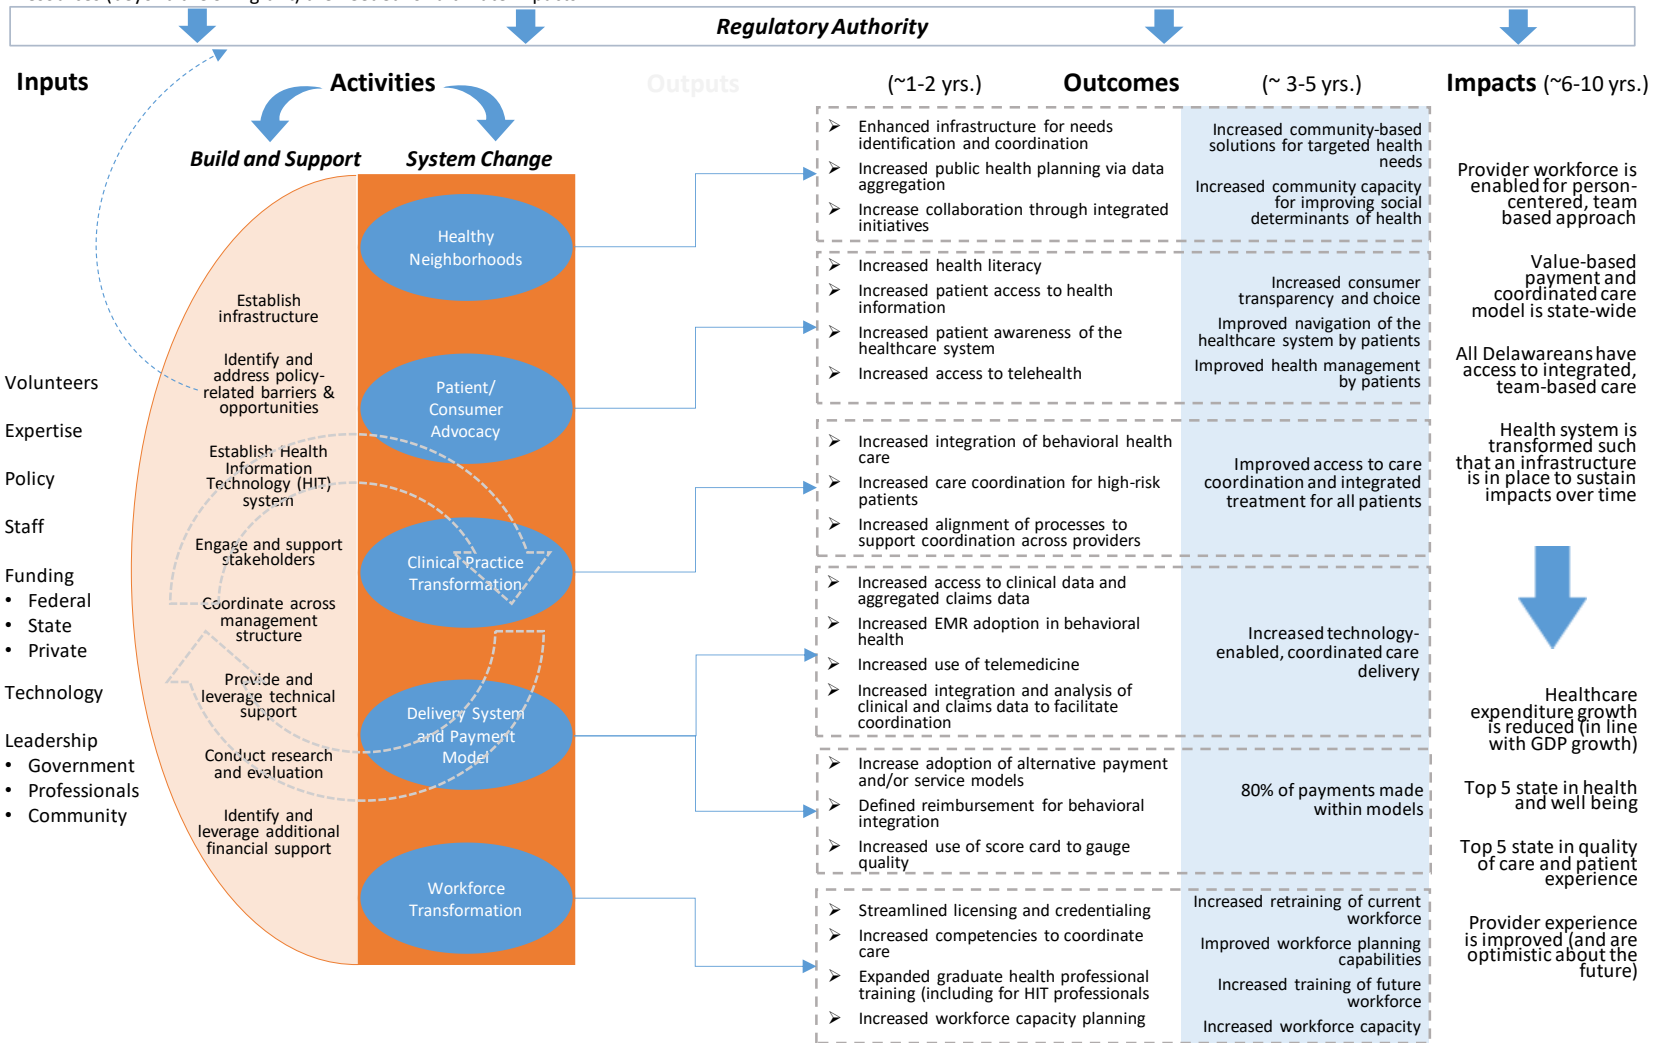 Regulatory Authority
Inputs
Activities
Outputs
(~1-2 yrs.)
Outcomes
(~ 3-5 yrs.)
Impacts (~6-10 yrs.)
Build and Support
System Change
Volunteers
Expertise
Policy
Staff
Funding
• Federal
• State
• Private
Technology
Leadership
• Government
• Professionals
• Community
Establish
infrastructure
Identify and
address policy-
related barriers &
opportunities
Establish Health
Information
Technology (HIT)
system
Engage and support
stakeholders
Coordinate across
management
structure
Provide and
leverage technical
support
Conduct research
and evaluation
Identify and
leverage additional
financial support
Healthy
Neighborhoods
Patient/
Consumer
Advocacy
Clinical Practice
Transformation
Delivery System
and Payment
Model
Workforce
Transformation
➢ Enhanced infrastructure for needs
identification and coordination
➢ Increased public health planning via data
aggregation
➢ Increase collaboration through integrated
initiatives
Increased community-based
solutions for targeted health
needs
Increased community capacity
for improving social
determinants of health
➢ Increased health literacy
➢ Increased patient access to health
information
➢ Increased patient awareness of the
healthcare system
➢ Increased access to telehealth
Increased consumer
transparency and choice
Improved navigation of the
healthcare system by patients
Improved health management
by patients
➢ Increased integration of behavioral health
care
➢ Increased care coordination for high-risk
patients
➢ Increased alignment of processes to
support coordination across providers
Improved access to care
coordination and integrated
treatment for all patients
➢ Increased access to clinical data and
aggregated claims data
➢ Increased EMR adoption in behavioral
health
➢ Increased use of telemedicine
➢ Increased integration and analysis of
clinical and claims data to facilitate
coordination
Increased technology-
enabled, coordinated care
delivery
➢ Increase adoption of alternative payment
and/or service models
➢ Defined reimbursement for behavioral
integration
➢ Increased use of score card to gauge
quality
80% of payments made
within models
➢ Streamlined licensing and credentialing
➢ Increased competencies to coordinate
care
➢ Expanded graduate health professional
training (including for HIT professionals
➢ Increased workforce capacity planning
Increased retraining of current
workforce
Improved workforce planning
capabilities
Increased training of future
workforce
Increased workforce capacity
Provider workforce is
enabled for person-
centered, team
based approach
Value-based
payment and
coordinated care
model is state-wide
All Delawareans have
access to integrated,
team-based care
Health system is
transformed such
that an infrastructure
is in place to sustain
impacts over time
Healthcare
expenditure growth
is reduced (in line
with GDP growth)
Top 5 state in health
and well being
Top 5 state in quality
of care and patient
experience
Provider experience
is improved (and are
optimistic about the
future)